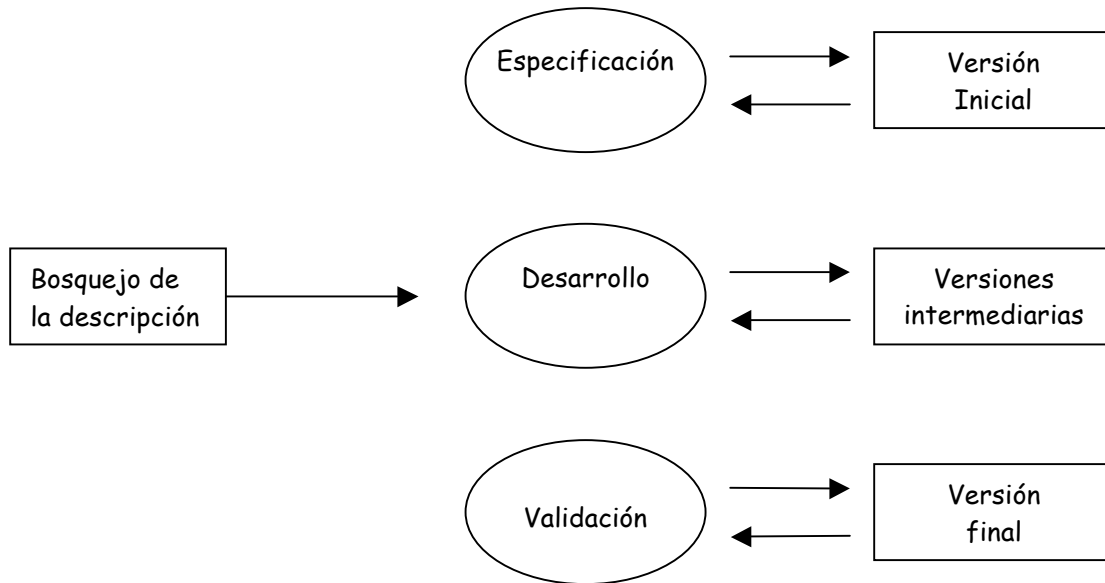 Especificación
Versión
Inicial
Bosquejo de
la descripción
Desarrollo
Versiones
intermediarias
Validación
Versión
final